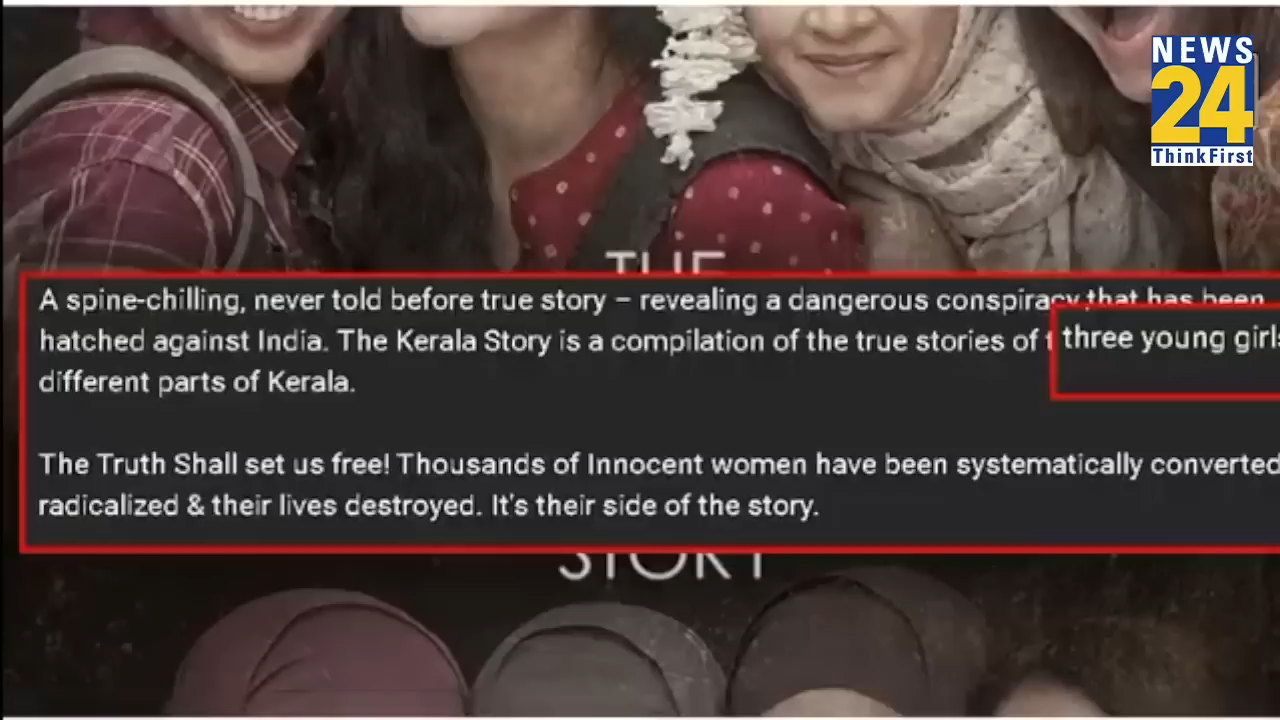 NEWS
24
ThinkFirst
THE
A spine-chilling, never told before true story – revealing a dangerous conspiracy that has been
hatched against India. The Kerala Story is a compilation of the true stories of three young girls
different parts of Kerala.
The Truth Shall set us free! Thousands of Innocent women have been systematically converted
radicalized & their lives destroyed. It's their side of the story.
STORY